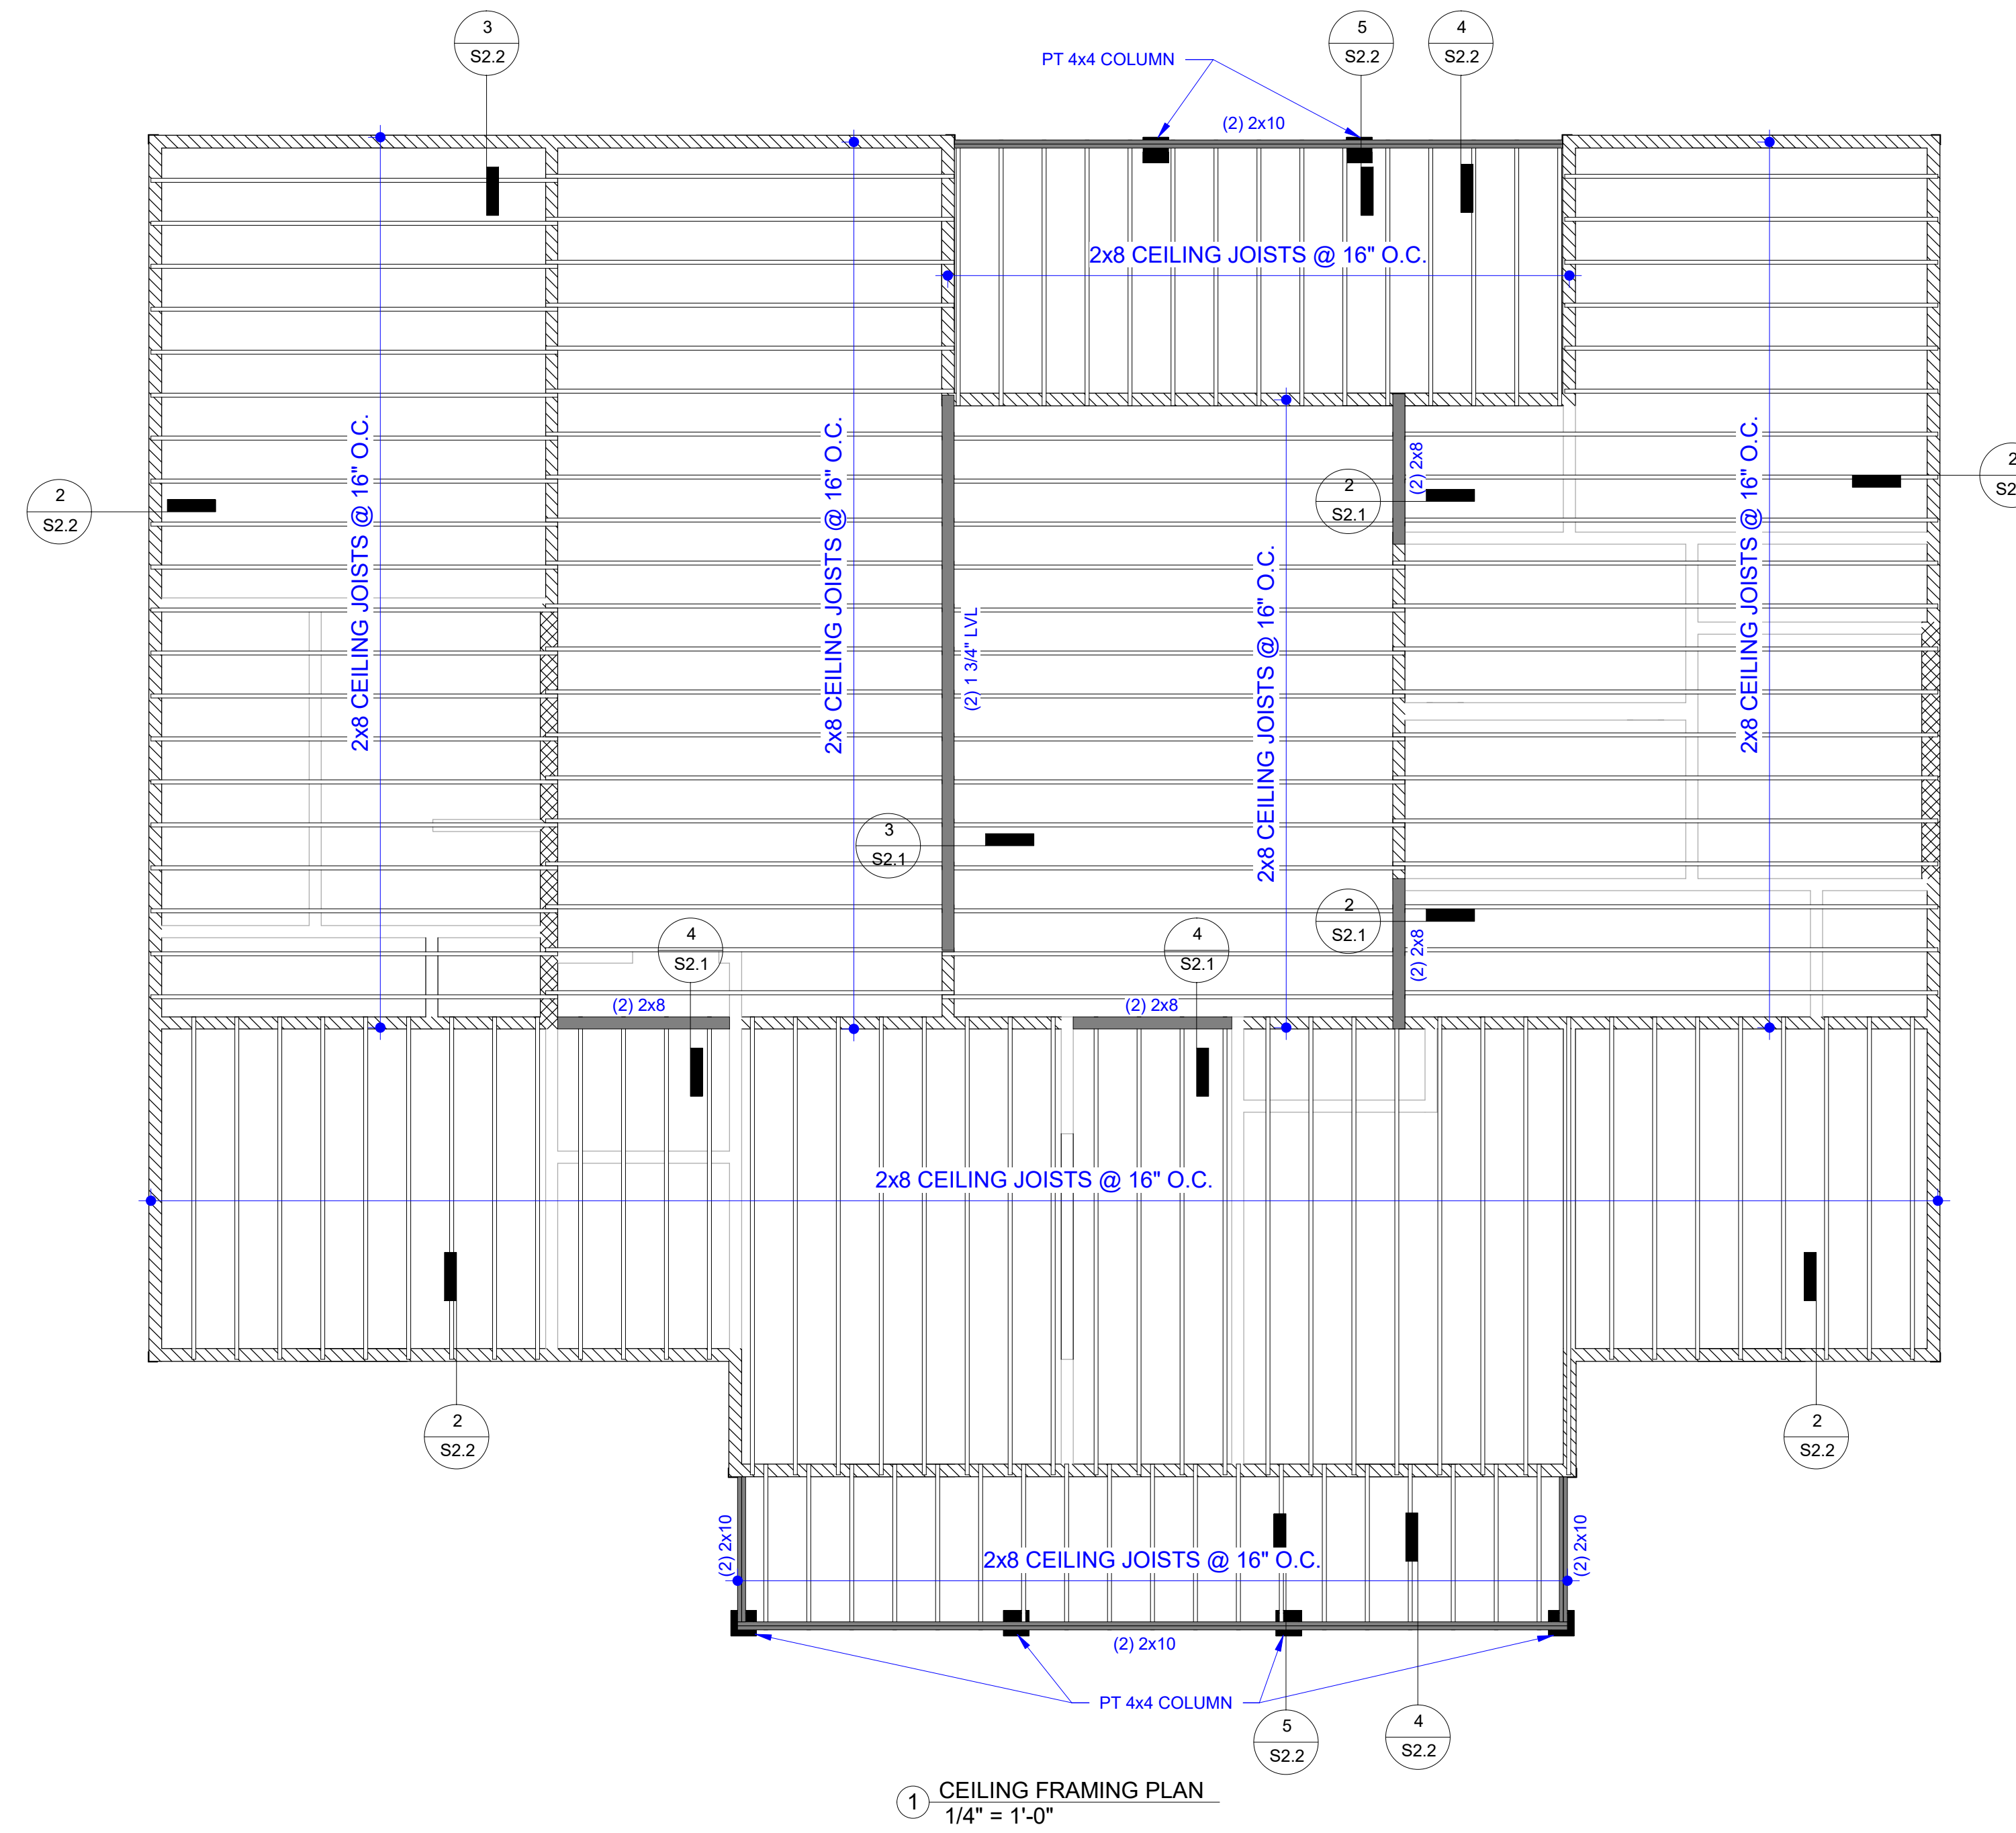 3
S2.2
5
S2.2
4
S2.2
PT 4x4 COLUMN
(2) 2x10
2x8 CEILING JOISTS @ 16" O.C.
2x8 CEILING JOISTS @ 16" O.C.
2x8 CEILING JOISTS @ 16" O.C.
2x8 CEILING JOISTS @ 16" O.C.
2x8 CEILING JOISTS @ 16" O.C.
2
S2.2
(2) 2x8
2
S2.1
2
S2
(2) 1 3/4" LVL
3
S2.1
2
S2.1
(2) 2x8
4
S2.1
4
S2.1
(2) 2x8
(2) 2x8
2x8 CEILING JOISTS @ 16" O.C.
2
S2.2
2
S2.2
(2) 2x10
2x8 CEILING JOISTS @ 16" O.C.
(2) 2x10
(2) 2x10
PT 4x4 COLUMN
5
S2.2
4
S2.2
1
CEILING FRAMING PLAN
1/4" = 1'-0"